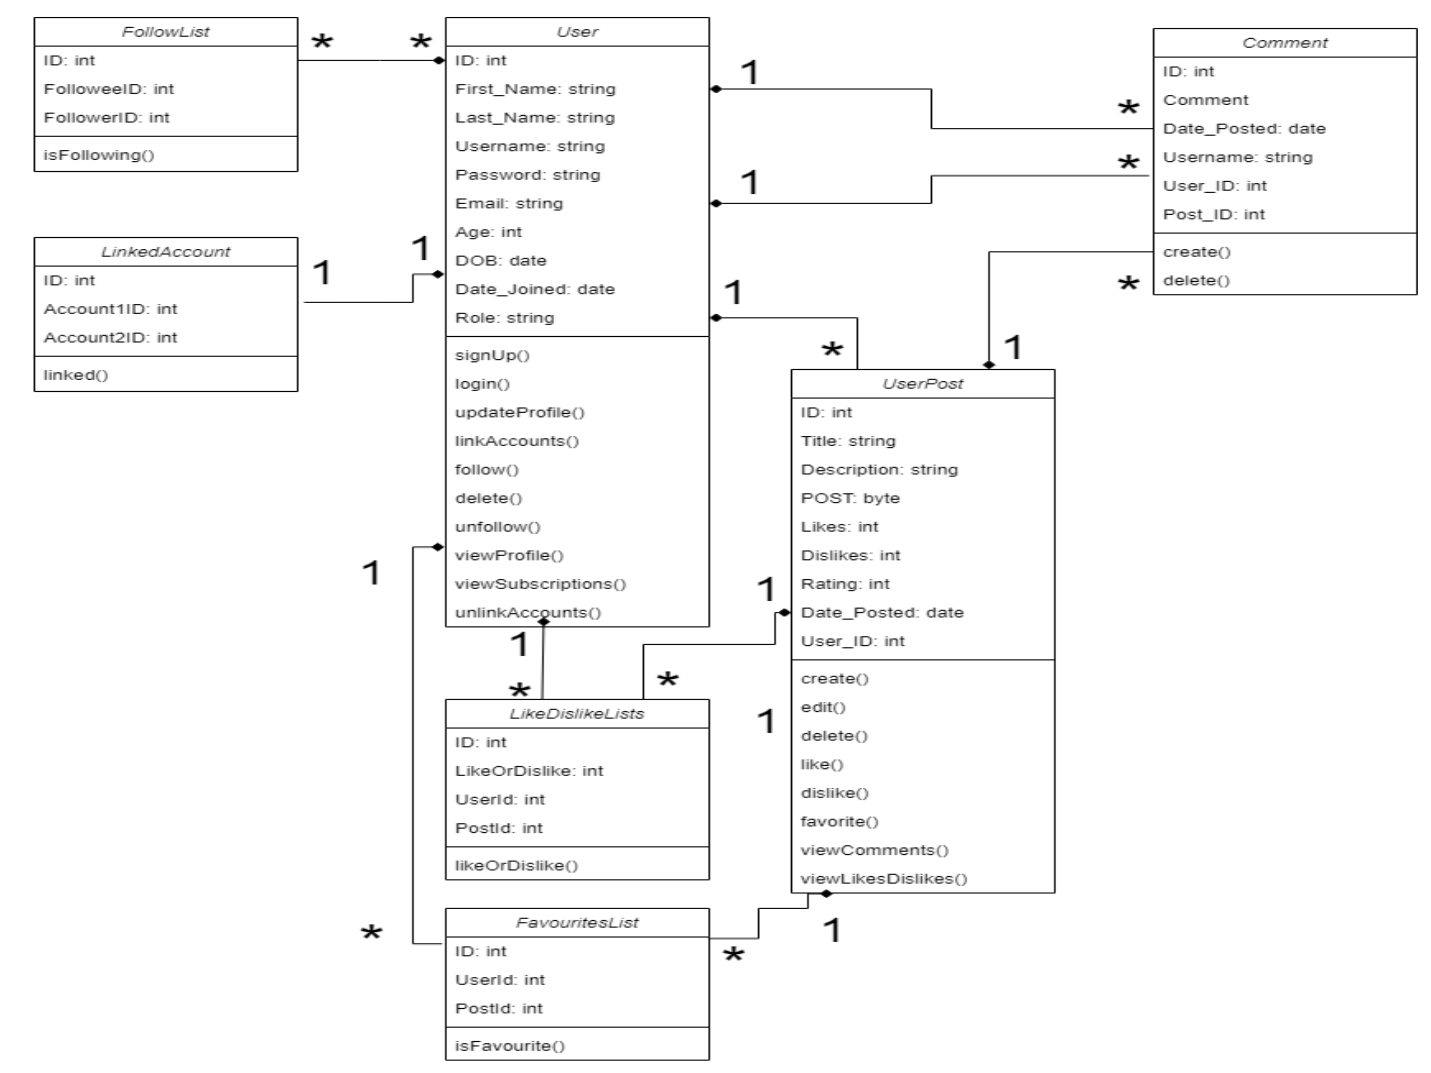 FollowList
ID: int
FolloweeID: int
FollowerID: int
isFollowing()
*
*
User
ID: int
First_Name: string
Last_Name: string
Username: string
Password: string
Email: string
Age: int
DOB: date
Date_Joined: date
Role: string
signUp()
login()
updateProfile()
linkAccounts()
follow()
delete()
unfollow()
viewProfile()
viewSubscriptions()
unlinkAccounts()
1
*
1
*
Comment
ID: int
Comment
Date_Posted: date
Username: string
User_ID: int
Post_ID: int
create()
delete()
LinkedAccount
ID: int
Account1ID: int
Account2ID: int
linked()
1
1
1
*
*
1
UserPost
ID: int
Title: string
Description: string
POST: byte
Likes: int
Dislikes: int
Rating: int
Date_Posted: date
User_ID: int
create()
edit()
delete()
like()
dislike()
favorite()
viewComments()
viewLikesDislikes()
1
1
*
1
*
1
LikeDislikeLists
ID: int
LikeOrDislike: int
UserId: int
PostId: int
likeOrDislike()
*
FavouritesList
ID: int
UserId: int
PostId: int
isFavourite()
*
1